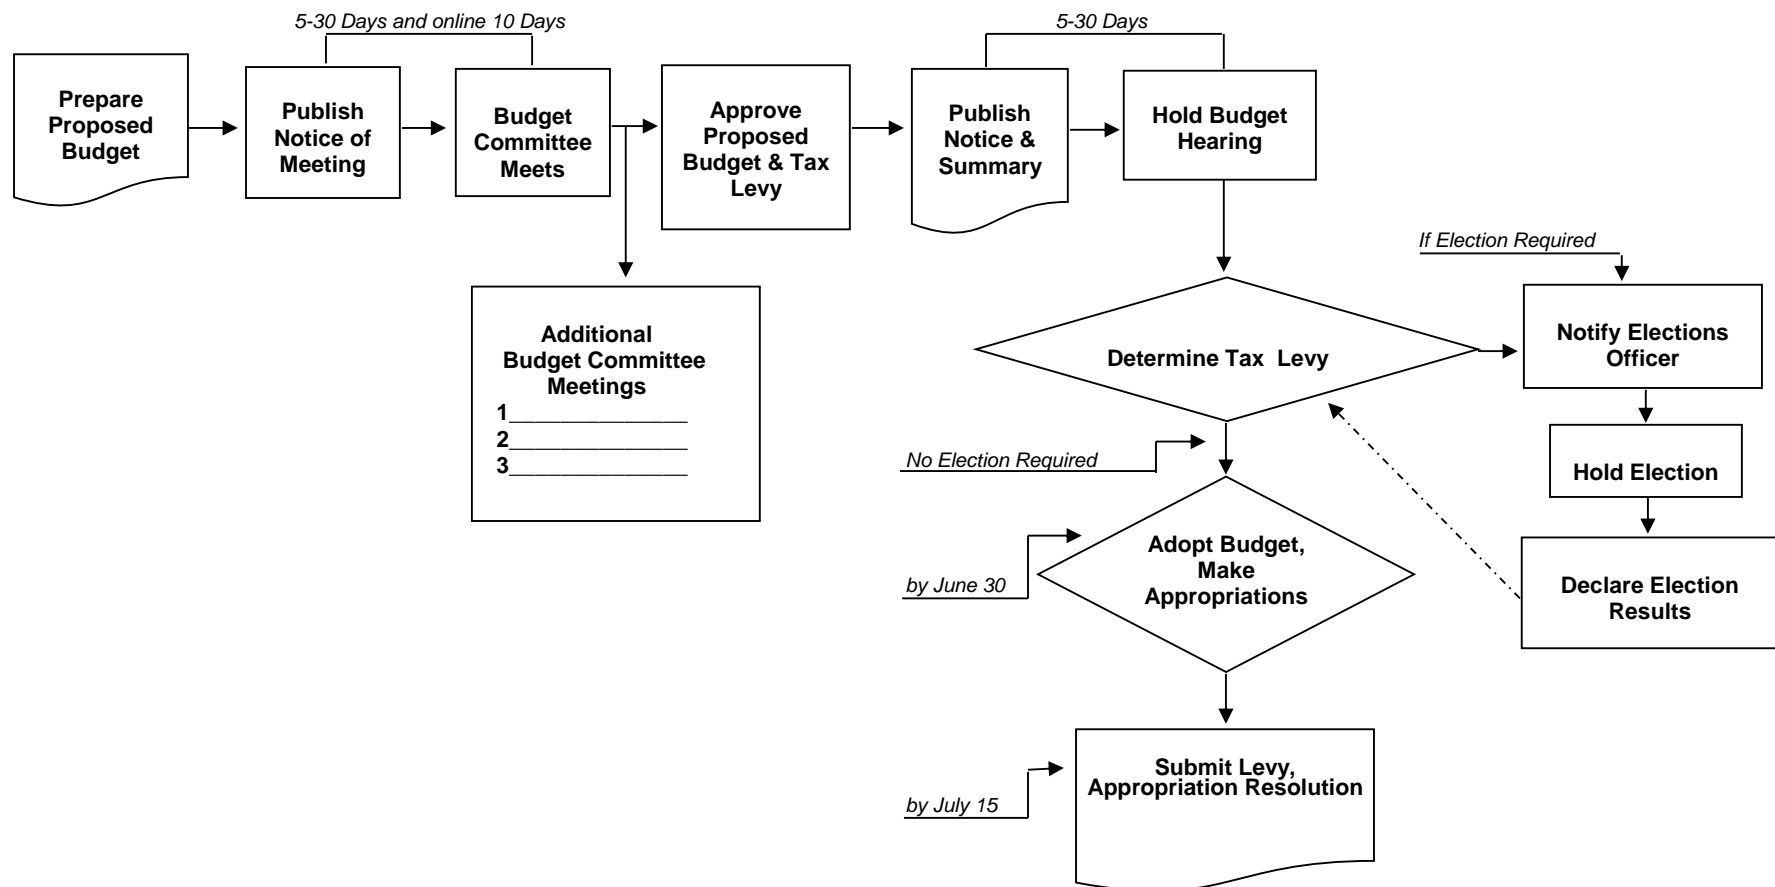 5-30 Days and online 10 Days
5-30 Days
Prepare
Proposed
Budget
Publish
Notice of
Meeting
Budget
Committee
Meets
Approve
Proposed
Budget & Tax
Levy
Publish
Notice &
Summary
Hold Budget
Hearing
If Election Required
Additional
Budget Committee
Meetings
1______________
2______________
3______________
Determine Tax  Levy
Notify Elections
Officer
No Election Required
Hold Election
by June 30
Adopt Budget,
Make
Appropriations
Declare Election
Results
by July 15
Submit Levy,
Appropriation Resolution